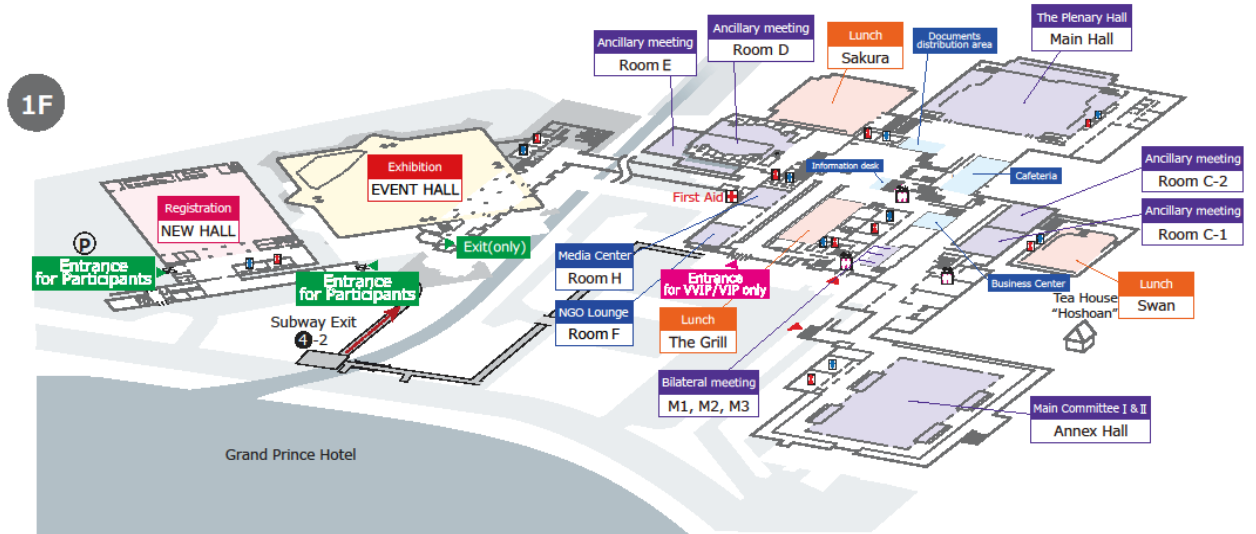 1F
Ancillary meeting
Room E
Ancillary meeting
Room D
Lunch
Sakura
Documents
distribution area
The Plenary Hall
Main Hall
Exhibition
EVENT HALL
Registration
NEW HALL
P
Entrance
for Participants
Entrance
for Participants
Exit(only)
Subway Exit
4-2
Grand Prince Hotel
First Aid
Information desk
Cafeteria
Ancillary meeting
Room C-2
Ancillary meeting
Room C-1
Media Center
Room H
NGO Lounge
Room F
Entrance
for VVIP/VIP only
Lunch
The Grill
Bilateral meeting
M1, M2, M3
Business Center
Tea House
"Hoshoan"
Lunch
Swan
Main Committee I & II
Annex Hall